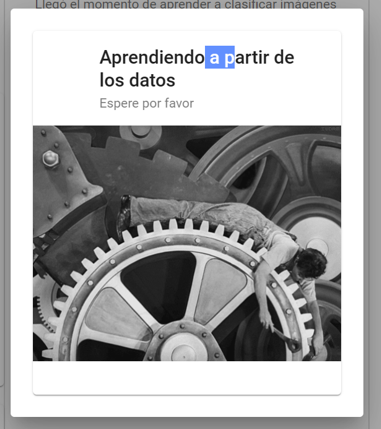 Llegó el momento de aprender a clasificar imágenes
Aprendiendo a partir de
los datos
Espere por favor